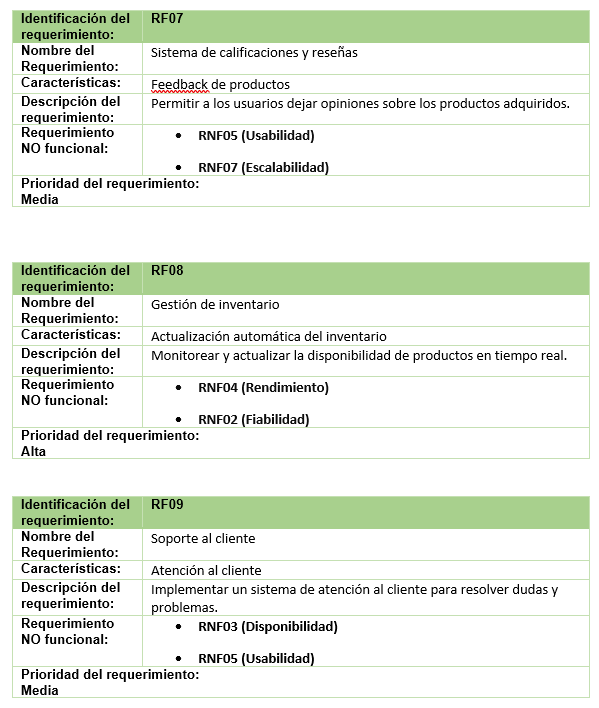 Identificación del requerimiento: RF07
Nombre del Requerimiento: Sistema de calificaciones y reseñas
Características: Feedback de productos
Descripción del requerimiento: Permitir a los usuarios dejar opiniones sobre los productos adquiridos.
Requerimiento NO funcional:
• RNF05 (Usabilidad)
• RNF07 (Escalabilidad)
Prioridad del requerimiento:
Media
Identificación del requerimiento: RF08
Nombre del Requerimiento: Gestión de inventario
Características: Actualización automática del inventario
Descripción del requerimiento: Monitorear y actualizar la disponibilidad de productos en tiempo real.
Requerimiento NO funcional:
• RNF04 (Rendimiento)
• RNF02 (Fiabilidad)
Prioridad del requerimiento:
Alta
Identificación del requerimiento: RF09
Nombre del Requerimiento: Soporte al cliente
Características: Atención al cliente
Descripción del requerimiento: Implementar un sistema de atención al cliente para resolver dudas y problemas.
Requerimiento NO funcional:
• RNF03 (Disponibilidad)
• RNF05 (Usabilidad)
Prioridad del requerimiento:
Media